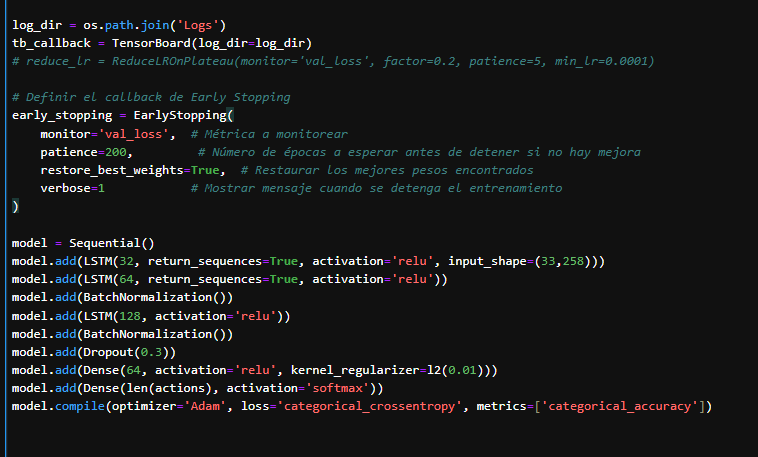 log_dir = os.path.join('Logs')
tb_callback = TensorBoard(log_dir=log_dir)
# reduce_lr = ReduceLROnPlateau(monitor='val_loss', factor=0.2, patience=5, min_lr=0.0001)
# Definir el callback de Early Stopping
early_stopping = EarlyStopping(
    monitor='val_loss',  # Métrica a monitorear
    patience=200,         # Número de épocas a esperar antes de detener si no hay mejora
    restore_best_weights=True,  # Restaurar los mejores pesos encontrados
    verbose=1            # Mostrar mensaje cuando se detenga el entrenamiento
)
model = Sequential()
model.add(LSTM(32, return_sequences=True, activation='relu', input_shape=(33,258)))
model.add(LSTM(64, return_sequences=True, activation='relu'))
model.add(BatchNormalization())
model.add(LSTM(128, activation='relu'))
model.add(BatchNormalization())
model.add(Dropout(0.3))
model.add(Dense(64, activation='relu', kernel_regularizer=l2(0.01)))
model.add(Dense(len(actions), activation='softmax'))
model.compile(optimizer='Adam', loss='categorical_crossentropy', metrics=['categorical_accuracy'])